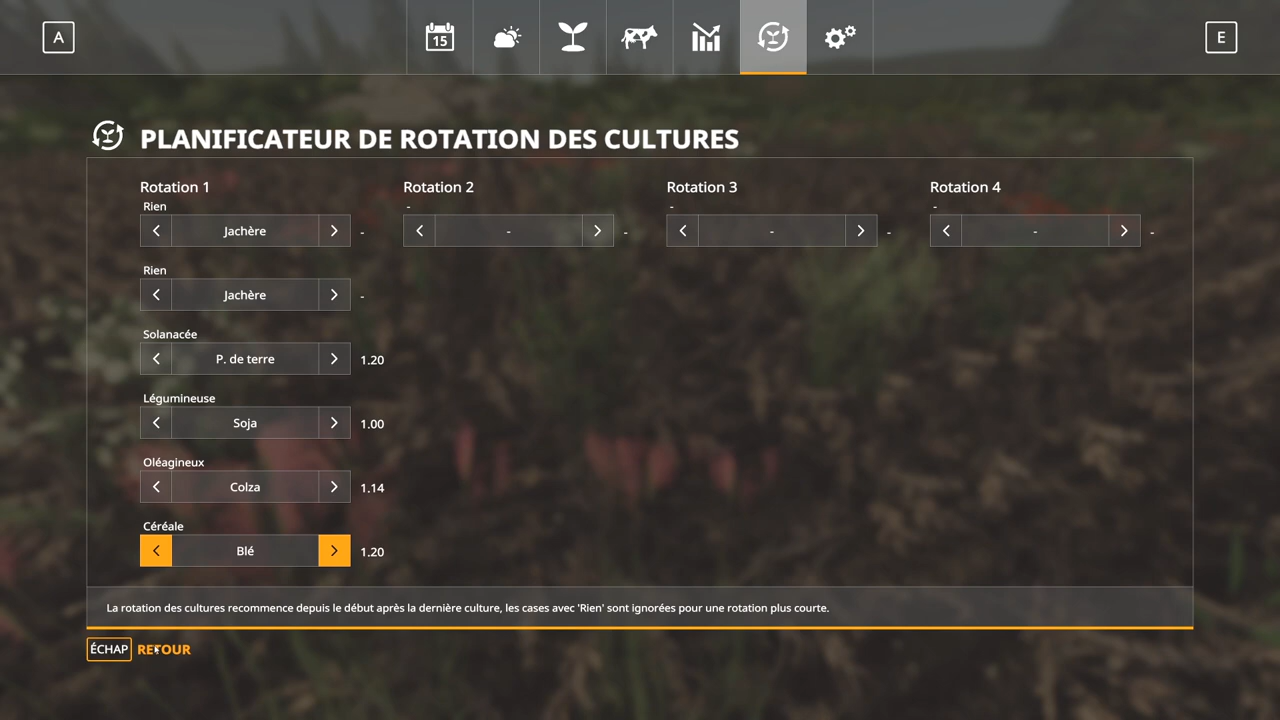 A
15
E
PLANIFICATEUR DE ROTATION DES CULTURES
Rotation 1
Rotation 2
Rotation 3
Rotation 4
Rien
-
-
-
Jachère
-
-
-
-
-
-
-
Rien
Jachère
-
Solanacée
P. de terre
1.20
Légumineuse
Soja
1.00
Oléagineux
Colza
1.14
Céréale
Blé
1.20
La rotation des cultures recommence depuis le début après la dernière culture, les cases avec 'Rien' sont ignorées pour une rotation plus courte.
ÉCHAP RETOUR